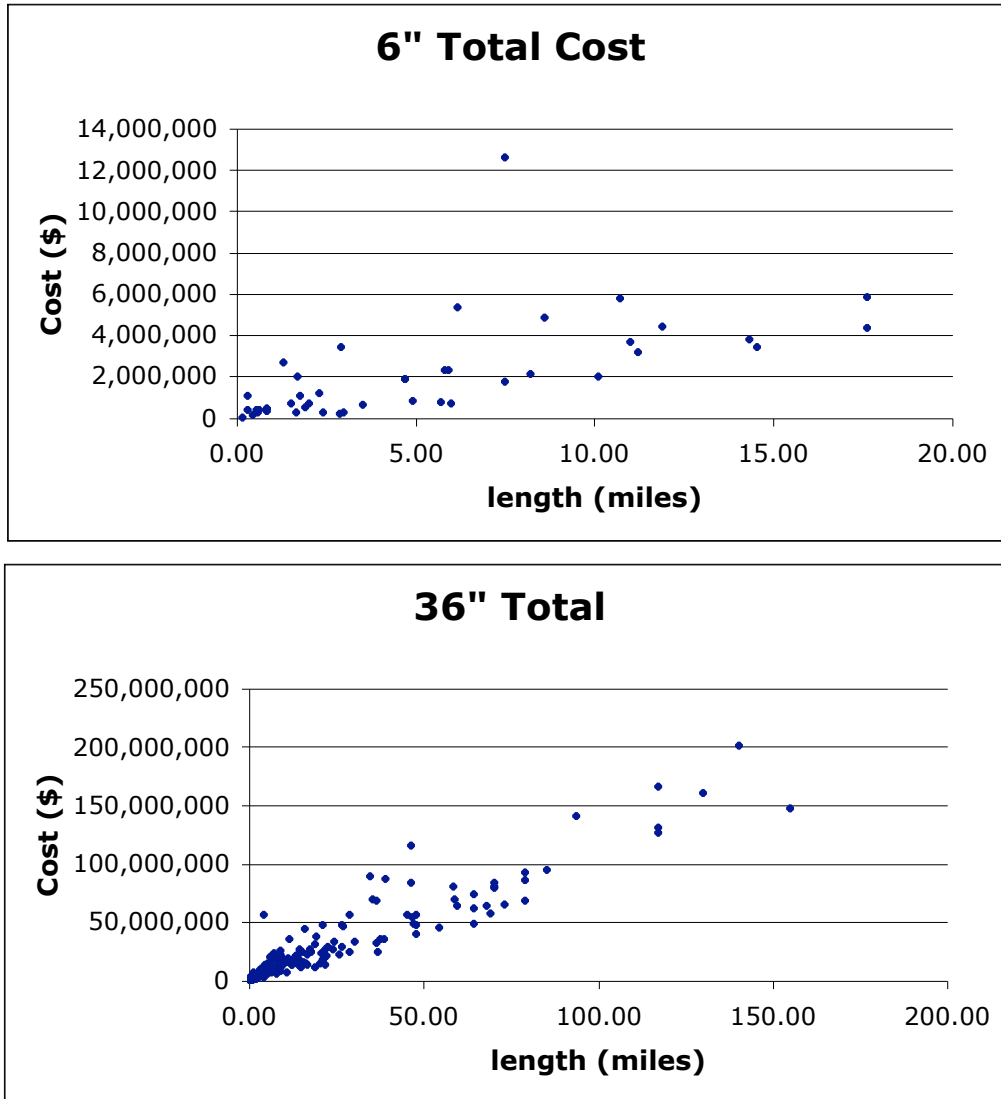 6" Total Cost
14,000,000
12,000,000
10,000,000
8,000,000
6,000,000
4,000,000
2,000,000
0
Cost ($)
0.00 5.00 10.00 15.00 20.00
length (miles)
36" Total
250,000,000
200,000,000
150,000,000
100,000,000
50,000,000
0
Cost ($)
0.00 50.00 100.00 150.00 200.00
length (miles)